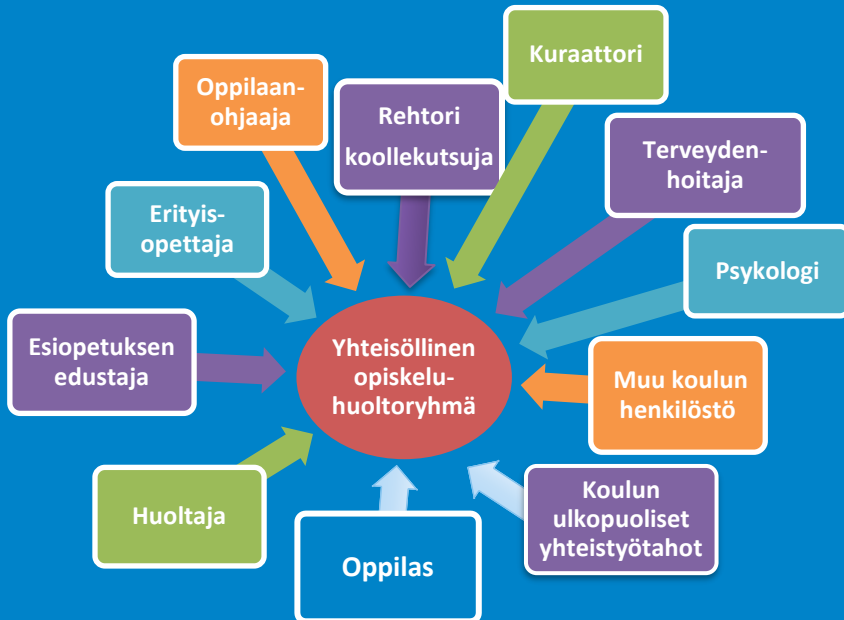 Kuraattori
Oppilaan-
ohjaaja
Rehtori
koollekutsuja
Terveyden-
hoitaja
Erityis-
opettaja
Psykologi
Esiopetuksen
edustaja
Yhteisöllinen
opiskelu-
huoltoryhmä
Muu koulun
henkilöstö
Huoltaja
Koulun
ulkopuoliset
yhteistyötahot
Oppilas